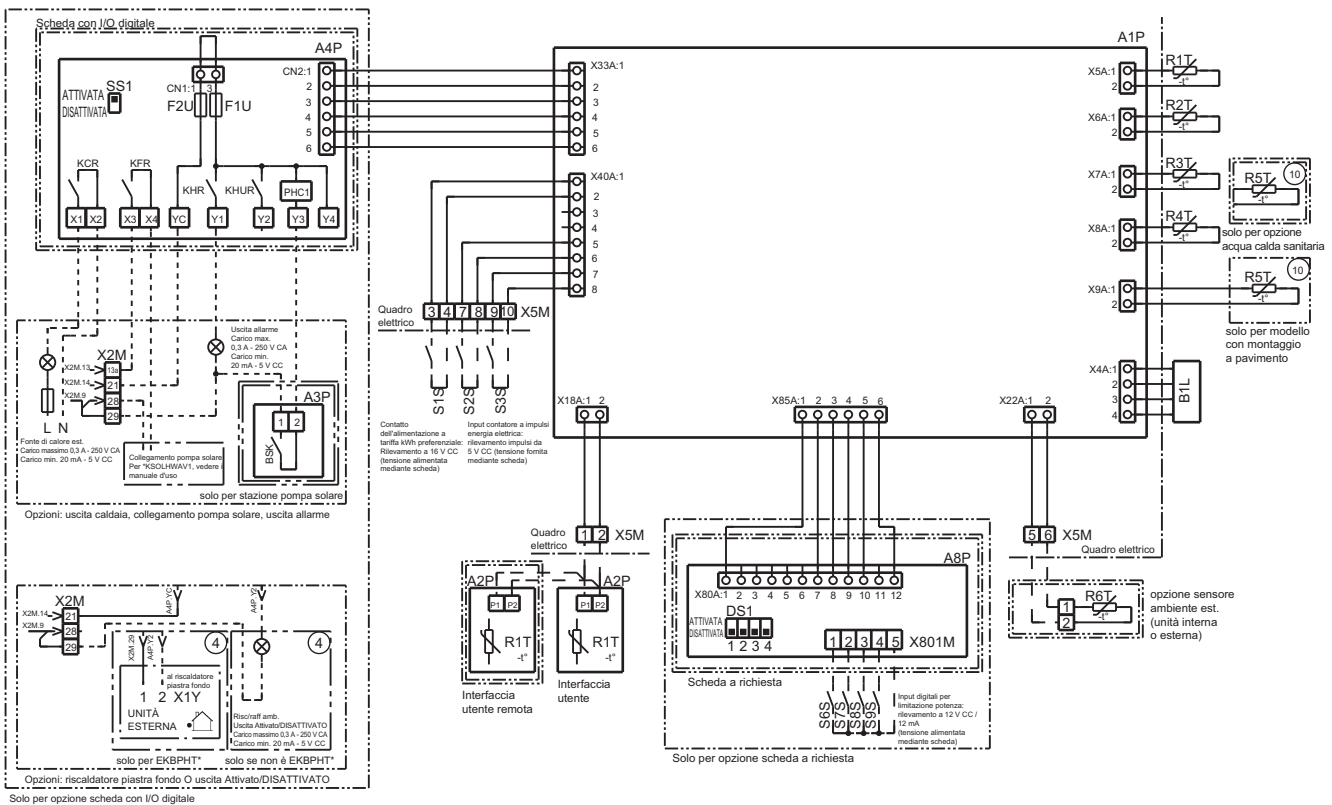 Scheda con I/O digitale
A4P
ATTIVATA
DISATTIVATA
SS1
CN1:1 3
F2U F1U
CN2:1
2
3
4
5
6
KCR
KFR
KHR
KHUR
PHC1
X1 X2 X3 X4 YC Y1 Y2 Y3 Y4
X2M
X2M.13
13a
X2M.14
21
X2M.9
28
29
L N
Fonte di calore est.
Carico massimo 0,3 A - 250 V CA
Carico min. 20 mA - 5 V CC
Uscita allarme
Carico max.
0,3 A - 250 V CA
Carico min.
20 mA - 5 V CC
A3P
1 2
BSK
Collegamento pompa solare
Per *KSOLHWAV1, vedere i
manuale d'uso
solo per stazione pompa solare
Opzioni: uscita caldaia, collegamento pompa solare, uscita allarme
X2M
X2M.14
21
X2M.9
28
29
A4P.YC
A4P.Y2
X2M.29
A4P.Y2
4
al riscaldatore
piastra fondo
1 2 X1Y
UNITÀ
ESTERNA
4
Risc/raff amb.
Uscita Attivato/DISATTIVATO
Carico massimo 0,3 A - 250 V CA
Carico min. 20 mA - 5 V CC
solo per EKBPHT*
solo se non è EKBPHT*
Opzioni: riscaldatore piastra fondo O uscita Attivato/DISATTIVATO
Solo per opzione scheda con I/O digitale
A1P
X33A:1
2
3
4
5
6
X40A:1
2
3
4
5
6
7
8
Quadro
elettrico
3 4 7 8 9 10 X5M
S1S
S2S
S3S
Contatto
dell'alimentazione a
tariffa kWh preferenziale:
Rilevamento a 16 V CC
(tensione alimentata
mediante scheda)
Input contatore a impulsi
energia elettrica:
rilevamento impulsi da
5 V CC (tensione fornita
mediante scheda)
X18A:1 2
X85A:1 2 3 4 5 6
X22A:1 2
Quadro
elettrico
1 2 X5M
A2P
P1 P2
R1T
-t°
Interfaccia
utente remota
A2P
P1 P2
R1T
-t°
Interfaccia
utente
A8P
X80A:1 2 3 4 5 6 7 8 9 10 11 12
DS1
ATTIVATA
DISATTIVATA
1 2 3 4
1 2 3 4 5 X801M
Scheda a richiesta
S6S
S7S
S8S
S9S
Input digitali per
limitazione potenza:
rilevamento a 12 V CC /
12 mA
(tensione alimentata
mediante scheda)
Solo per opzione scheda a richiesta
5 6 X5M
Quadro elettrico
1
2
R6T
-t°
opzione sensore
ambiente est.
(unità interna
o esterna)
X5A:1
2
R1T
-t°
X6A:1
2
R2T
-t°
X7A:1
2
R3T
-t°
X8A:1
2
R4T
-t°
R5T
-t°
10
solo per opzione
acqua calda sanitaria
X9A:1
2
R5T
-t°
10
solo per modello
con montaggio
a pavimento
X4A:1
2
3
4
B1L